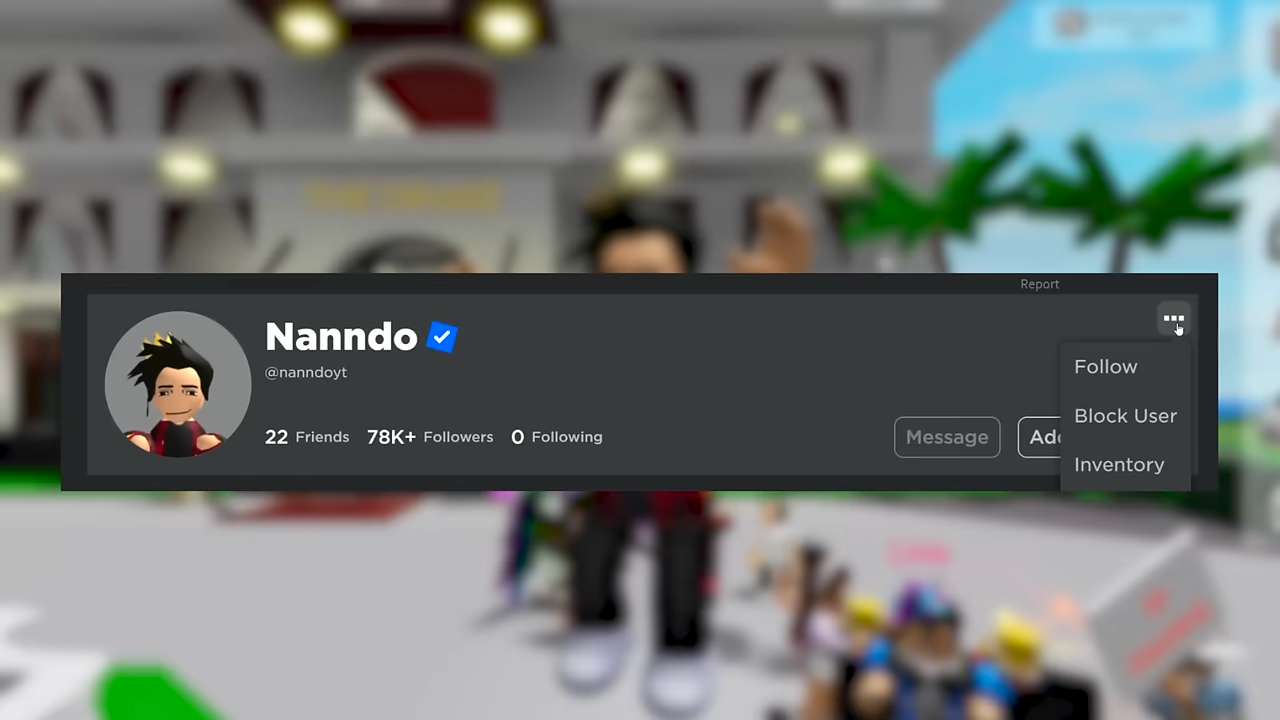 Report
Nanndo
@nanndoyt
22 Friends 78K+ Followers 0 Following
Message
Follow
Block User
Inventory